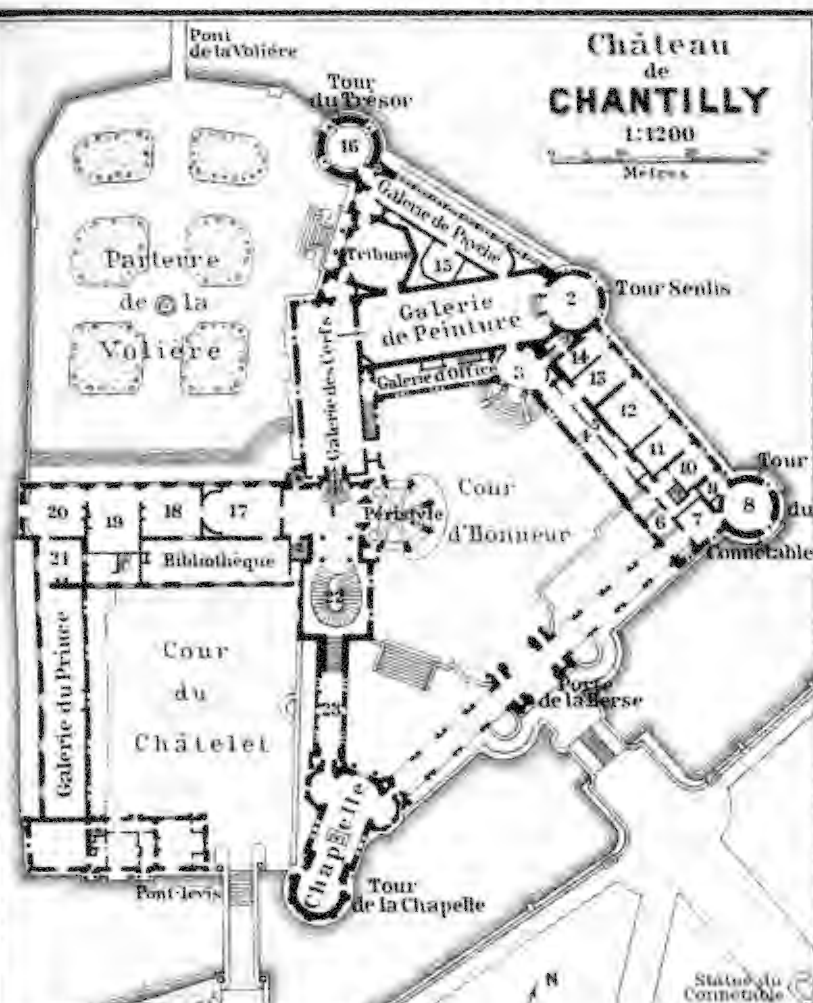 Château
de
CHANTILLY
1:1200
Mètres
Pont
de la Volière
Tour
du Trésor
16
Galerie de Psyché
Tribune
15
Parterre
de la
Volière
Galerie
de Peinture
2
Tour Senlis
Galerie des Cerfs
Galerie d'office
3
14
13
12
11
10
9
8
7
6
5
4
Tour
du
Connétable
Cour
d'Honneur
Péristyle
20
19
18
17
21
Bibliothèque
22
Galerie du Prince
Cour
du
Châtelet
23
Porte
de la Herse
Chapelle
Tour
de la Chapelle
Pont-levis
N
Statue du
Connétable